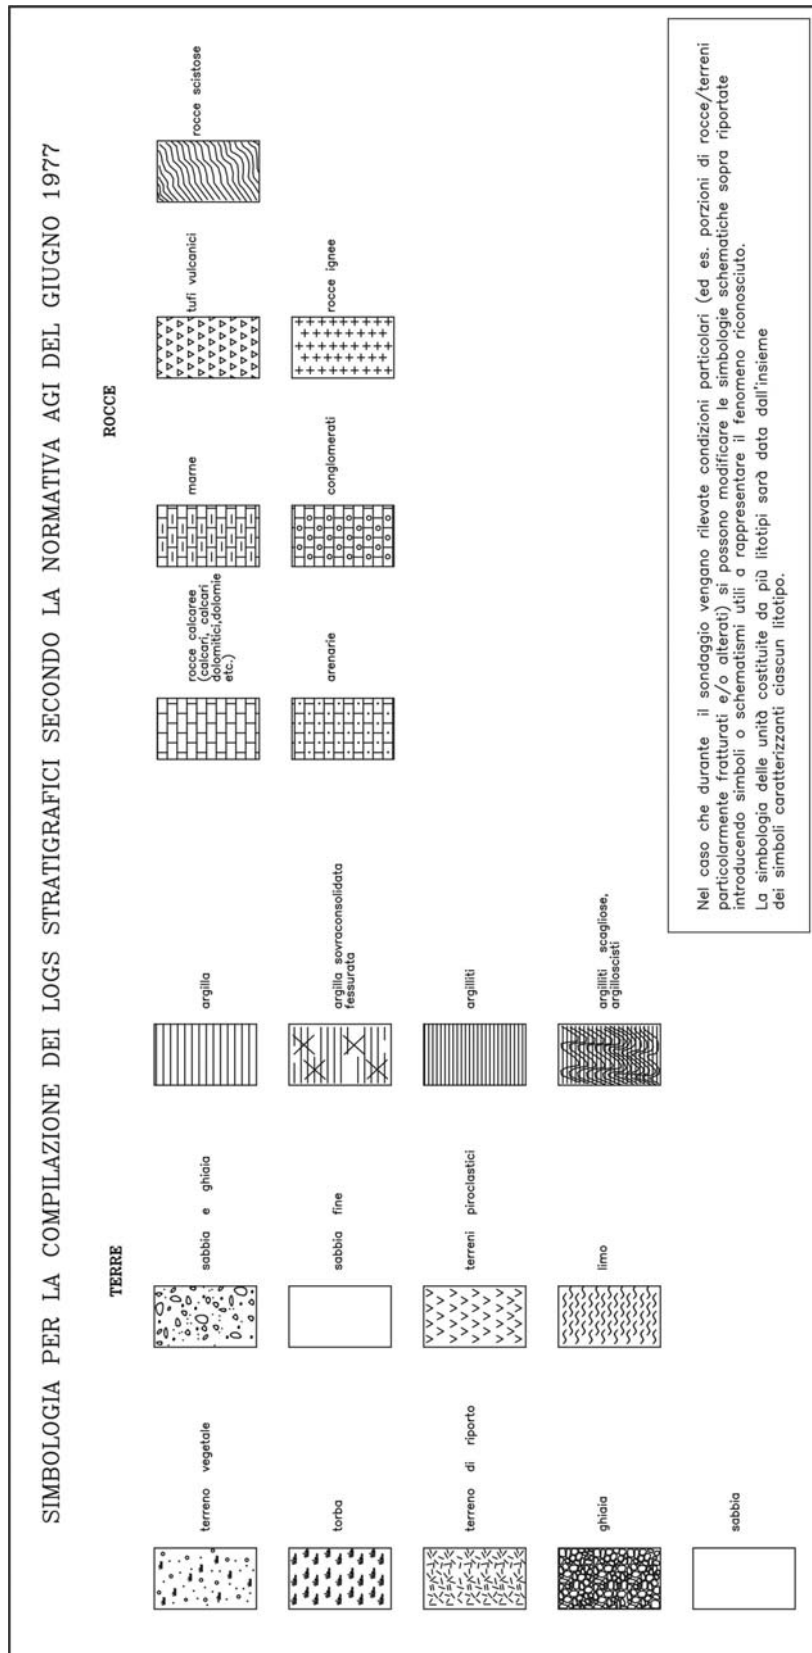 SIMBOLOGIA PER LA COMPILAZIONE DEI LOGS STRATIGRAFICI SECONDO LA NORMATIVA AGI DEL GIUGNO 1977
TERRE
terreno vegetale
torba
terreno di riporto
ghiaia
sabbia
sabbia e ghiaia
sabbia fine
terreni piroclastici
limo
argilla
argilla sovraconsolidata
fessurata
argilliti
argilliti scagliose,
argilloscisti
ROCCE
rocce calcaree
(calcari, calcari
dolomitici,dolomie
etc.)
arenarie
marne
conglomerati
tufi vulcanici
rocce ignee
rocce scistose
Nel caso che durante il sondaggio vengano rilevate condizioni particolari (ed es. porzioni di rocce/terreni
particolarmente fratturati e/o alterati) si possono modificare le simbologie schematiche sopra riportate
introducendo simboli o schematismi utili a rappresentare il fenomeno riconosciuto.
La simbologia delle unità costituite da più litotipi sarà data dall'insieme
dei simboli caratterizzanti ciascun litotipo.